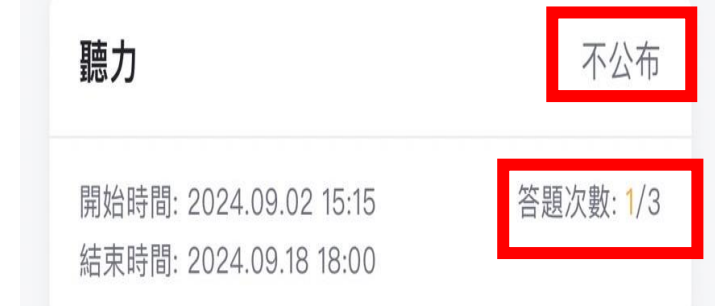 聽力
不公布
開始時間: 2024.09.02 15:15
答題次數: 1/3
結束時間: 2024.09.18 18:00